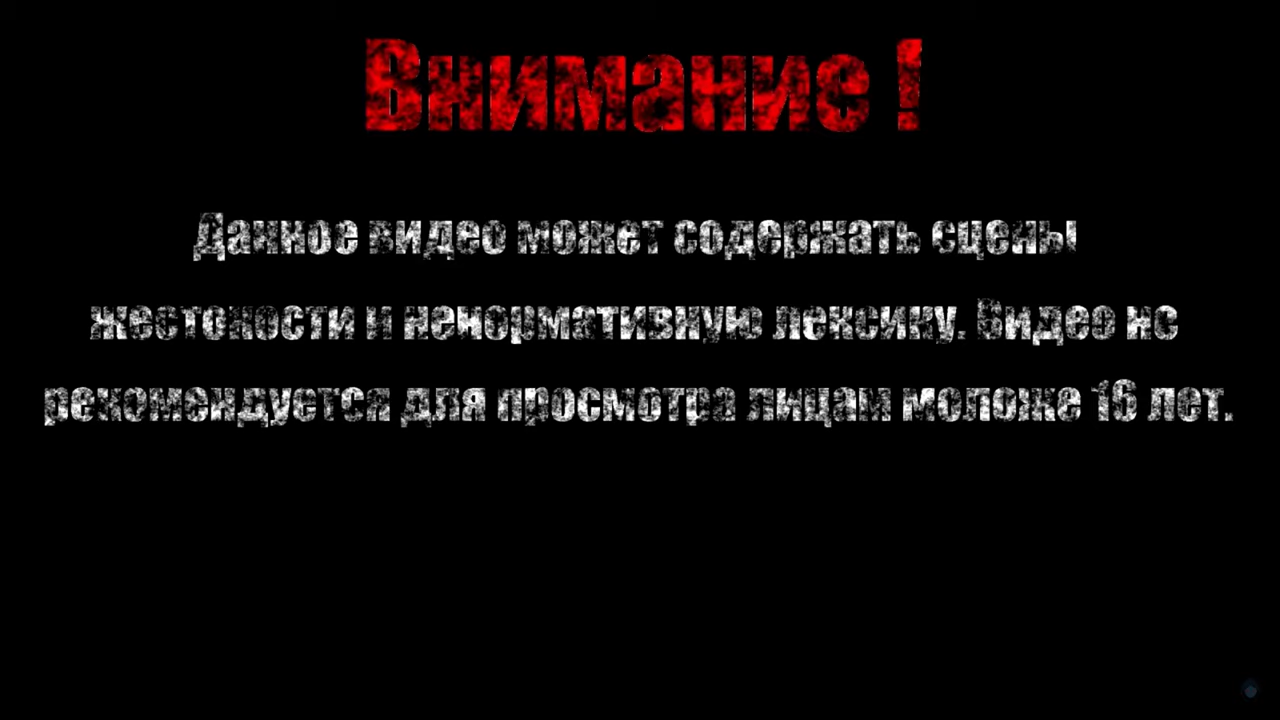 Внимание !
Данное видео может содержать сцены
жестокости и ненормативную лексику. Видео не
рекомендуется для просмотра лицам моложе 16 лет.